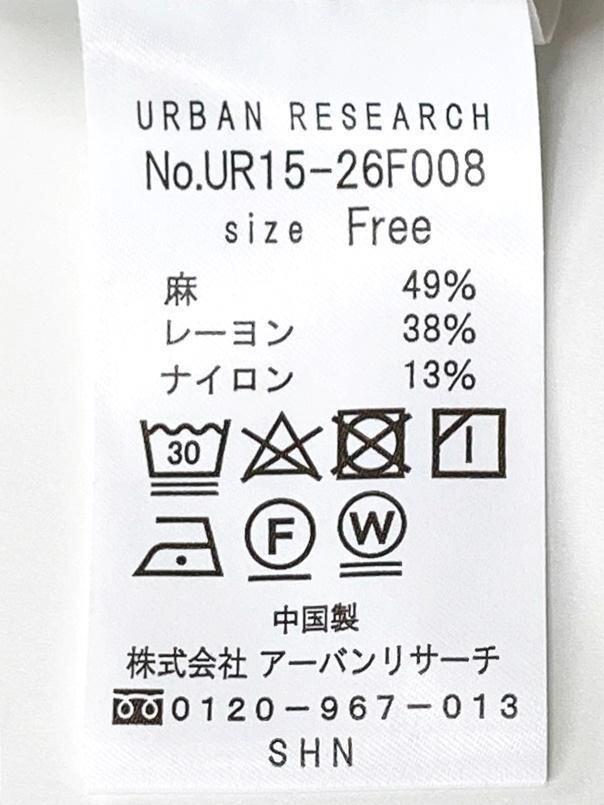 URBAN RESEARCH
No.UR15-26F008
size Free
麻 49%
レーヨン 38%
ナイロン 13%
30
F W
中国製
株式会社 アーバンリサーチ
0120-967-013
SHN